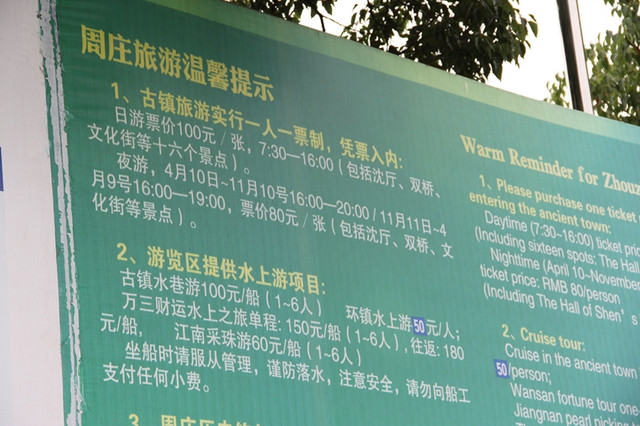 周庄旅游温馨提示
1、古镇旅游实行一人一票制，凭票入内:
日游票价100元／张，7:30—16:00（包括沈厅、双桥、
文化街等十六个景点）。
夜游，4月10日~11月10号16:00—20:00 / 11月11日~4
月9号16:00—19:00，票价80元／张（包括沈厅、双桥、文
化街等景点）。
2、游览区提供水上游项目:
古镇水巷游100元/船（1~6人） 环镇水上游50元/人；
万三财运水上之旅单程: 150元/船（1~6人）, 往返: 180
元/船， 江南采珠游60元/船（1~6人）
坐船时请服从管理，谨防落水，注意安全，请勿向船工
支付任何小费。
3、周庄历史
Warm Reminder for Zhou
1、Please purchase one ticket
entering the ancient town:
Daytime (7:30–16:00) ticket pric
(Including sixteen spots: The Hall
Nighttime (April 10~November
ticket price: RMB 80/person
(Including The Hall of Shen's
2、Cruise tour:
Cruise in the ancient town
50/person;
Wansan fortune tour one-
Jiangnan pearl picking t